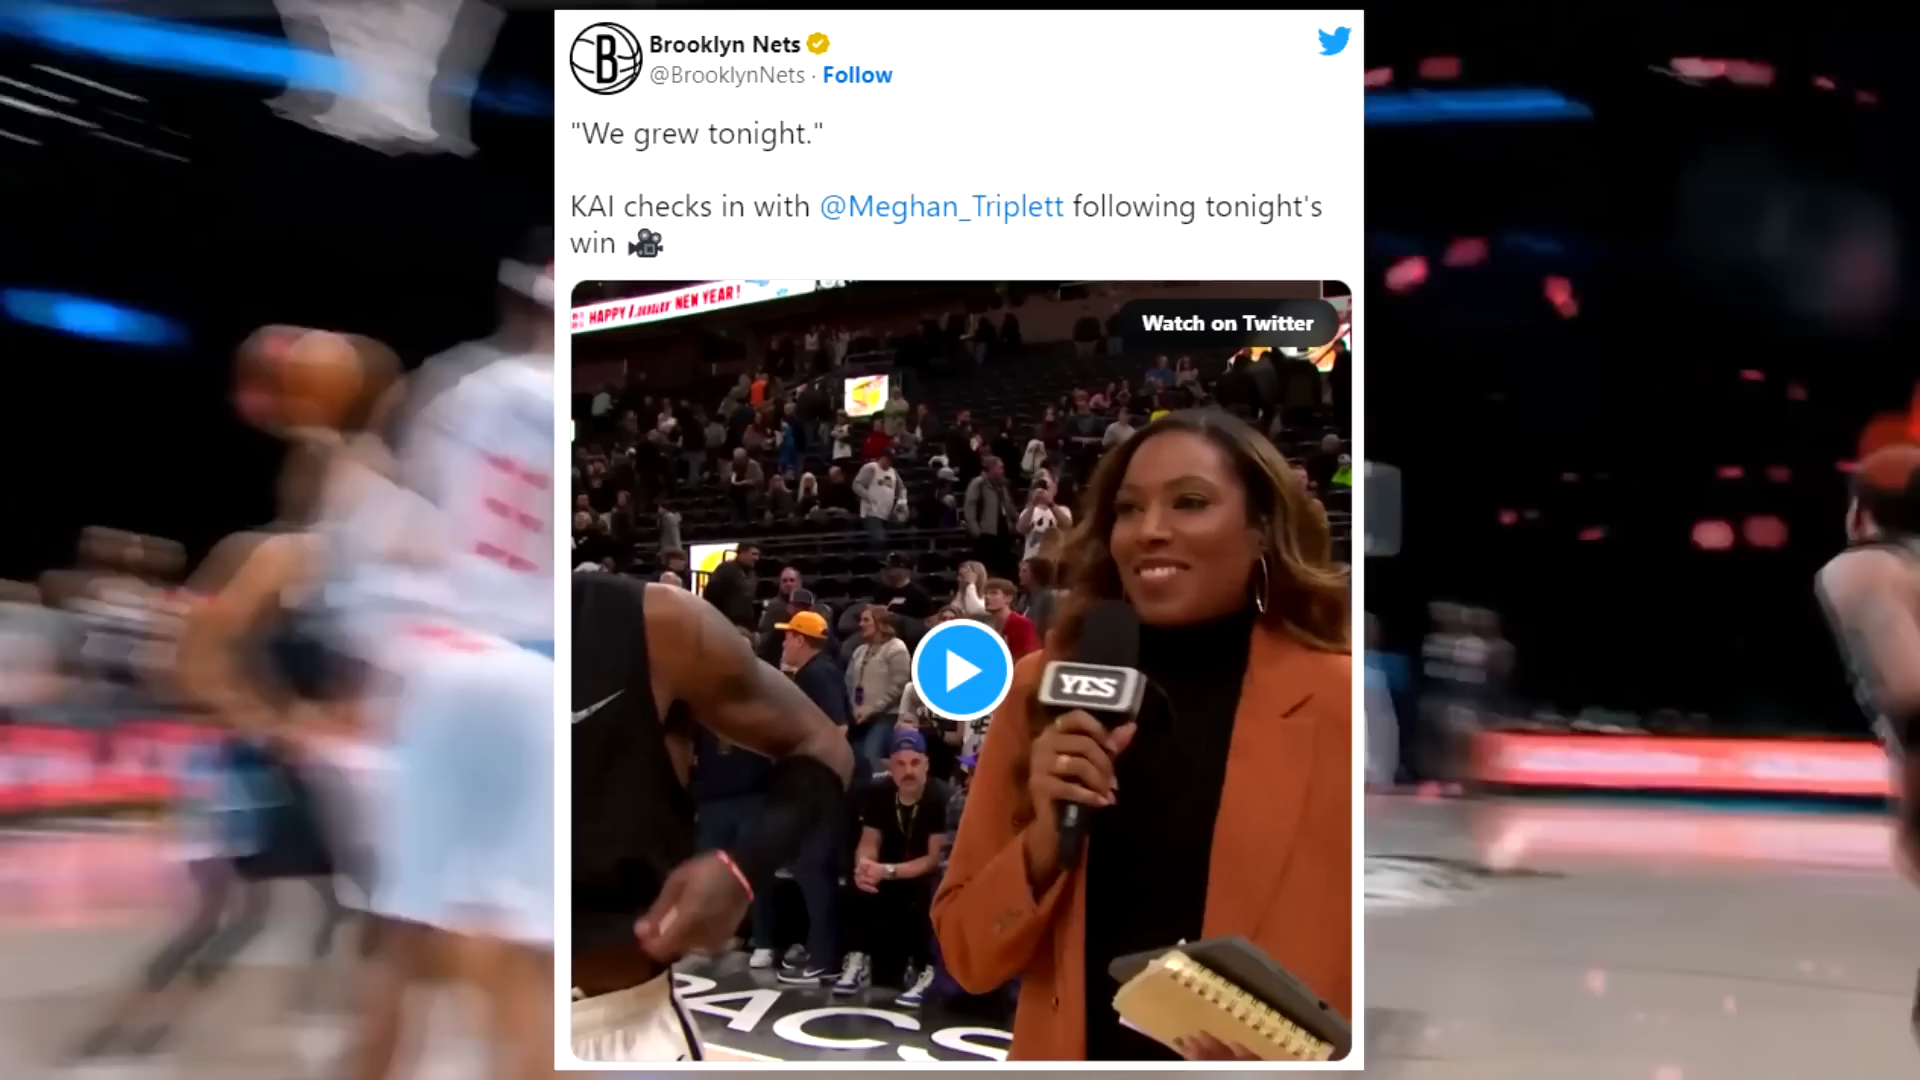 Brooklyn Nets
@BrooklynNets · Follow
"We grew tonight."
KAI checks in with @Meghan_Triplett following tonight's
win
HAPPY Lunar NEW YEAR!
Watch on Twitter
YES